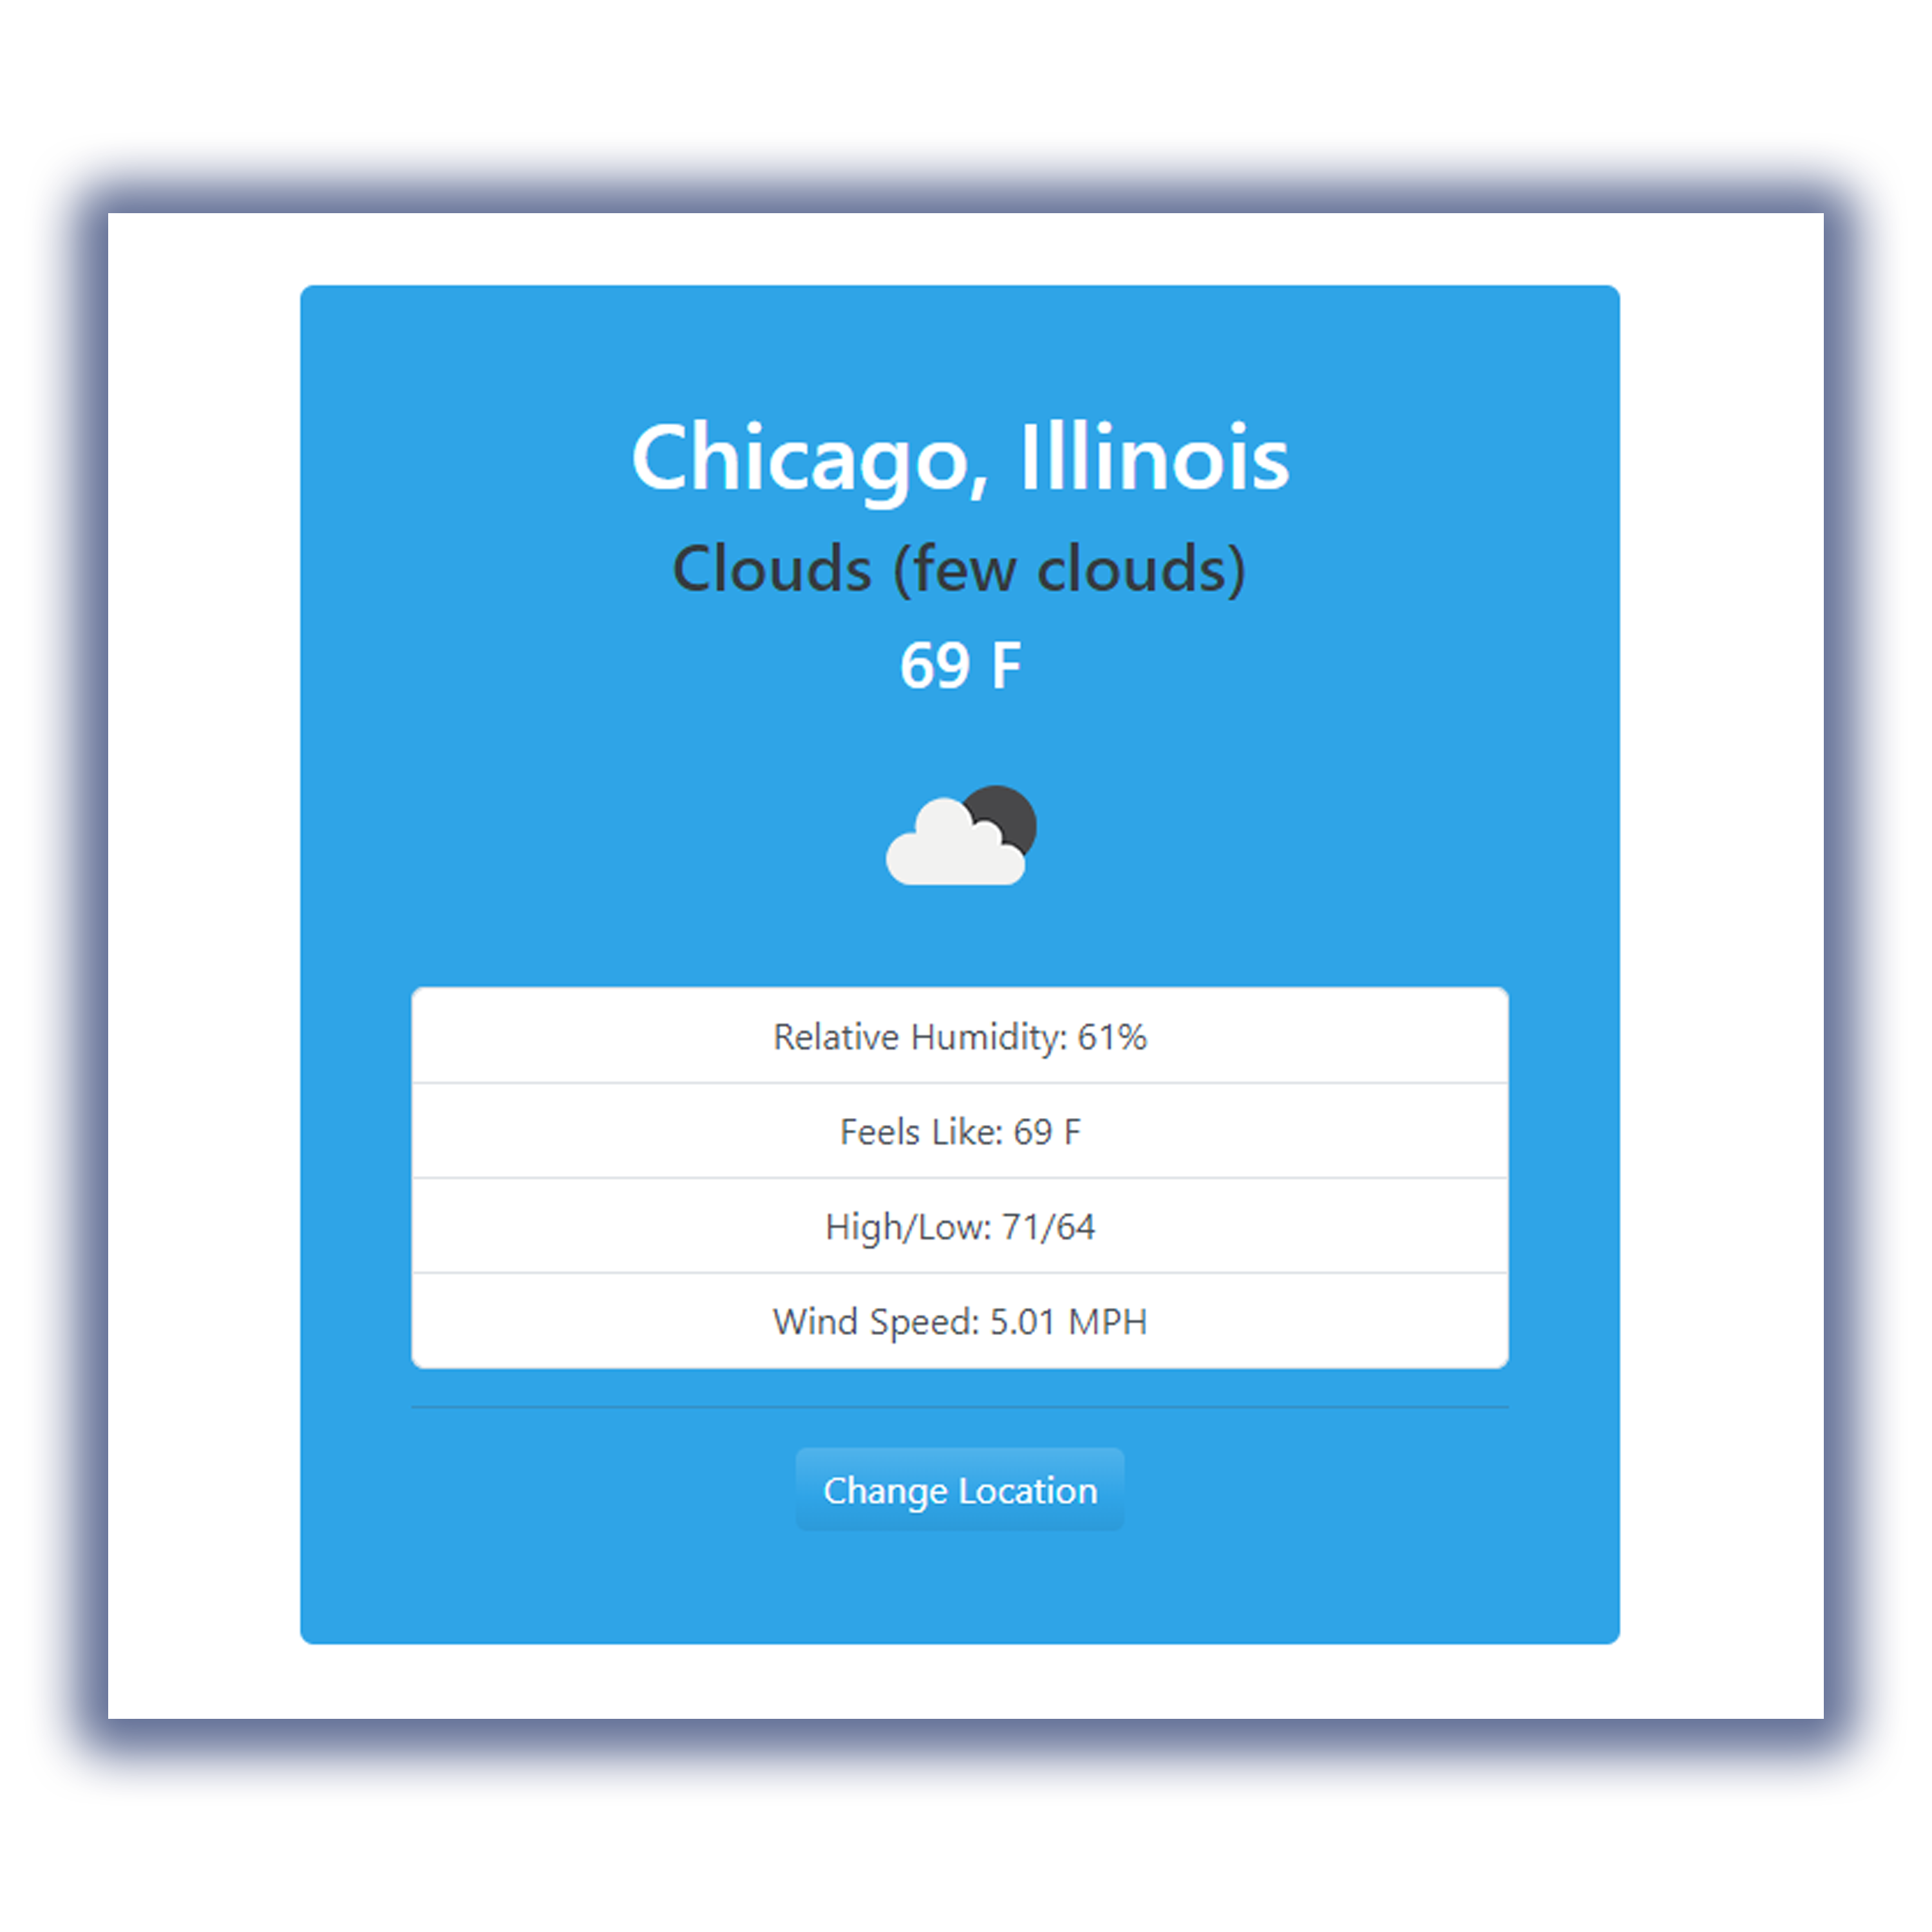 Chicago, Illinois
Clouds (few clouds)
69 F
Relative Humidity: 61%
Feels Like: 69 F
High/Low: 71/64
Wind Speed: 5.01 MPH
Change Location